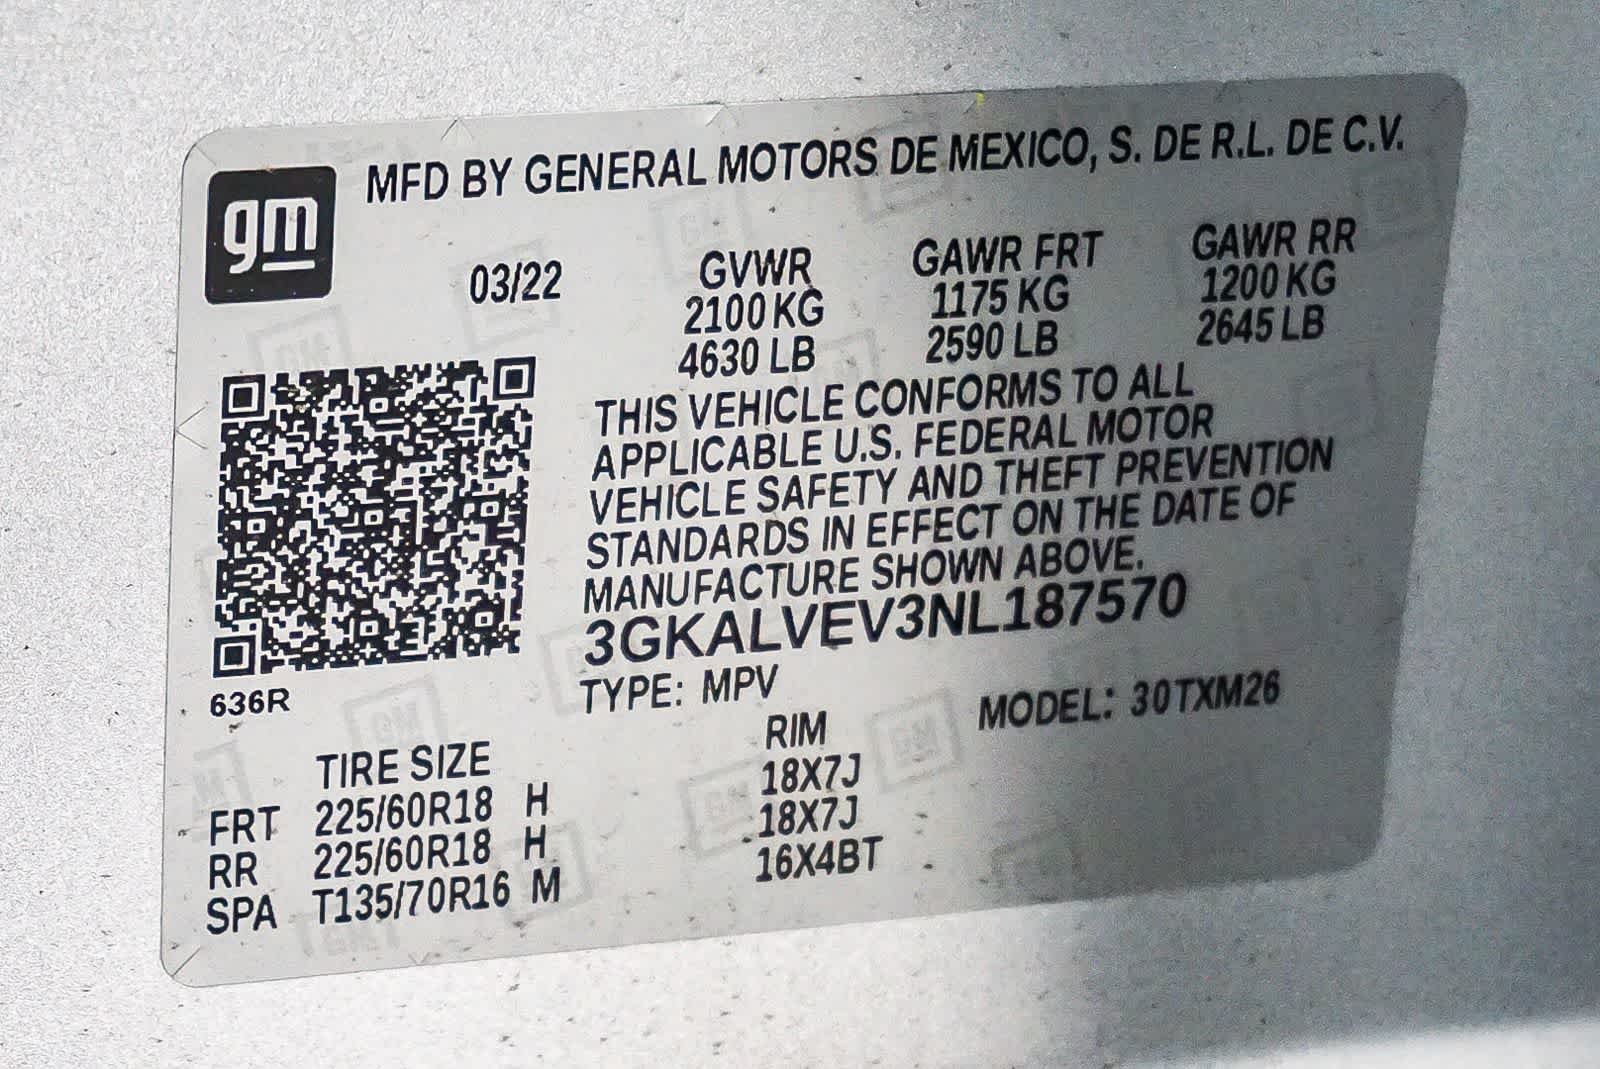 gm
MFD BY GENERAL MOTORS DE MEXICO, S. DE R.L. DE C.V.
03/22 GVWR GAWR FRT GAWR RR
2100 KG 1175 KG 1200 KG
4630 LB 2590 LB 2645 LB
THIS VEHICLE CONFORMS TO ALL
APPLICABLE U.S. FEDERAL MOTOR
VEHICLE SAFETY AND THEFT PREVENTION
STANDARDS IN EFFECT ON THE DATE OF
MANUFACTURE SHOWN ABOVE.
3GKALVEV3NL187570
636R
TYPE: MPV MODEL: 30TXM26
TIRE SIZE RIM
FRT 225/60R18 H 18X7J
RR 225/60R18 H 18X7J
SPA T135/70R16 M 16X4BT